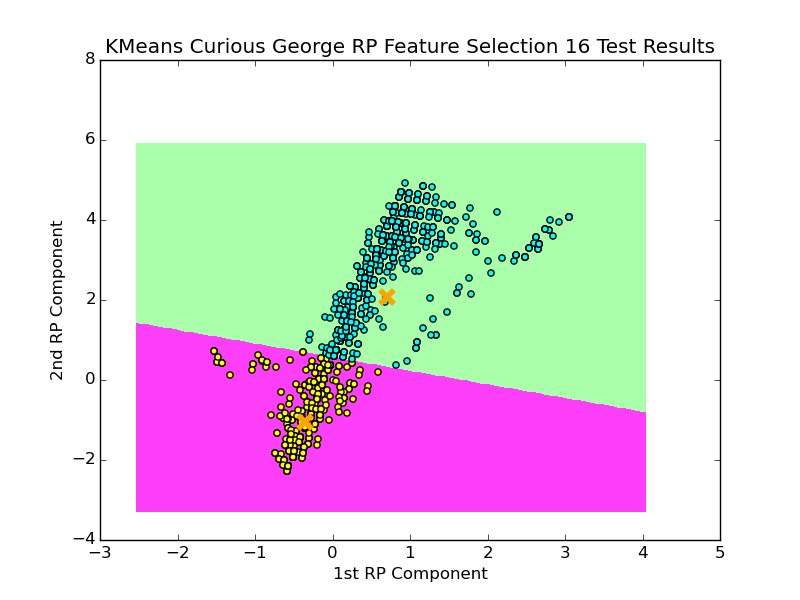 KMeans Curious George RP Feature Selection 16 Test Results
8
6
4
2
0
−2
−4
2nd RP Component
−3 −2 −1 0 1 2 3 4 5
1st RP Component